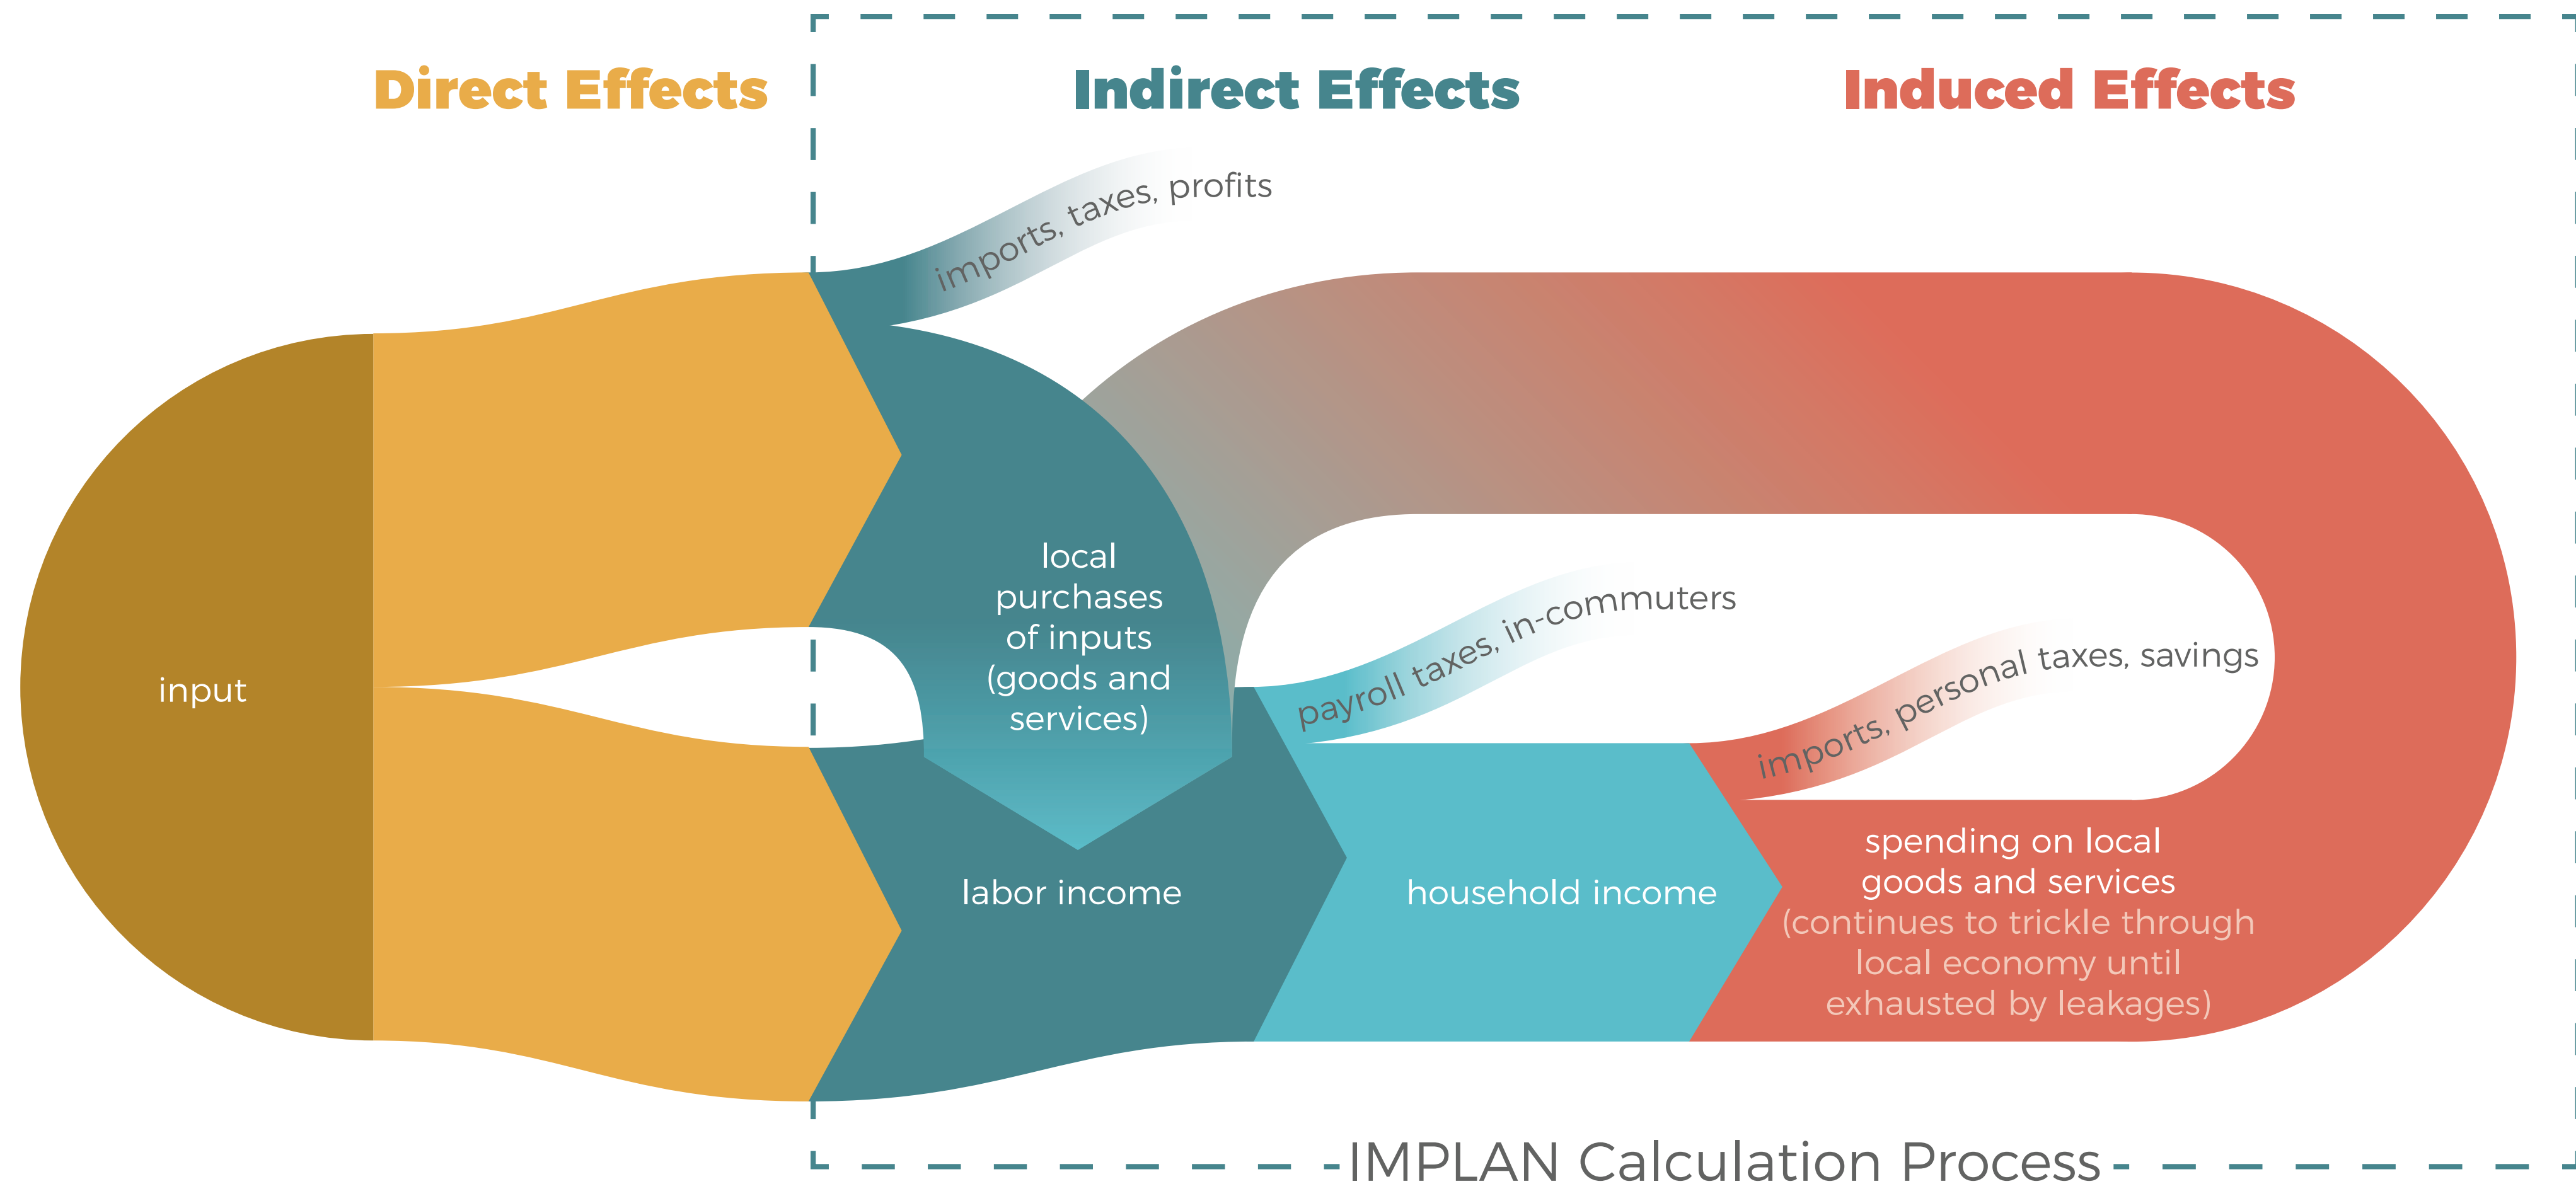 Direct Effects
Indirect Effects
Induced Effects
imports, taxes, profits
local
purchases
of inputs
(goods and
services)
input
payroll taxes, in-commuters
imports, personal taxes, savings
labor income
household income
spending on local
goods and services
(continues to trickle through
local economy until
exhausted by leakages)
IMPLAN Calculation Process